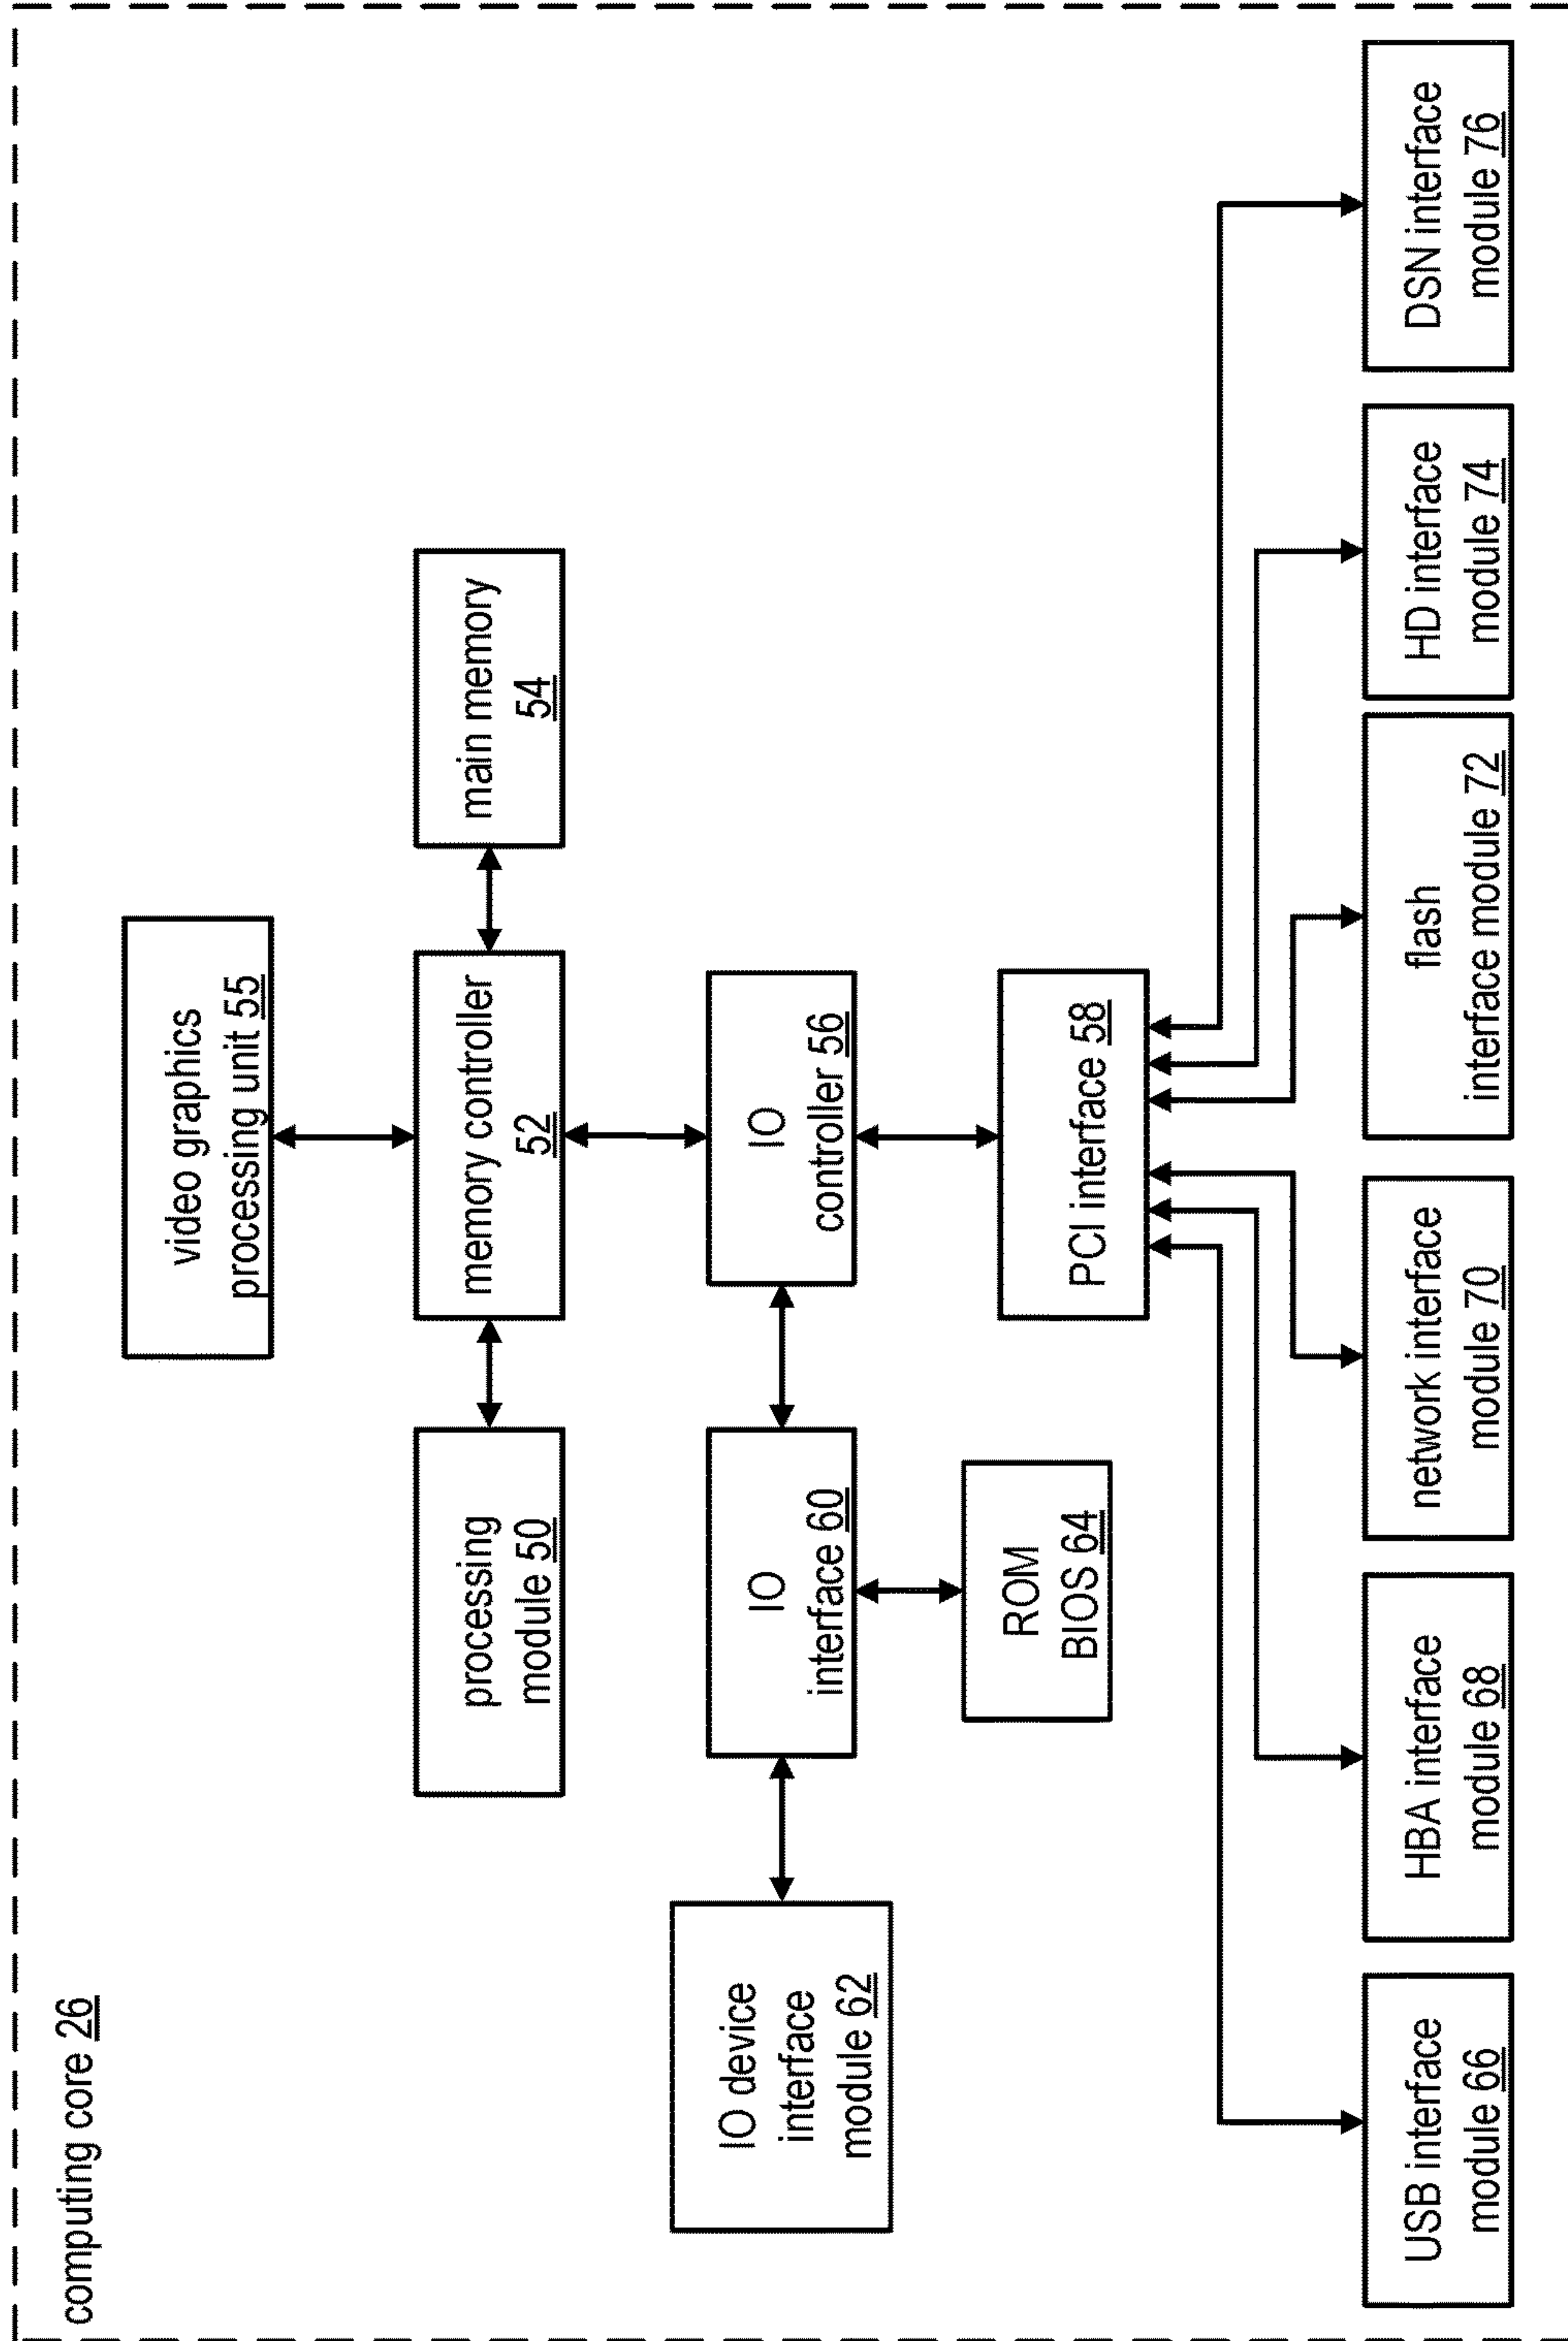 computing core 26
video graphics
processing unit 55
processing
module 50
memory controller
52
main memory
54
IO device
interface
module 62
IO
interface 60
IO
controller 56
ROM
BIOS 64
PCI interface 58
USB interface
module 66
HBA interface
module 68
network interface
module 70
flash
interface module 72
HD interface
module 74
DSN interface
module 76